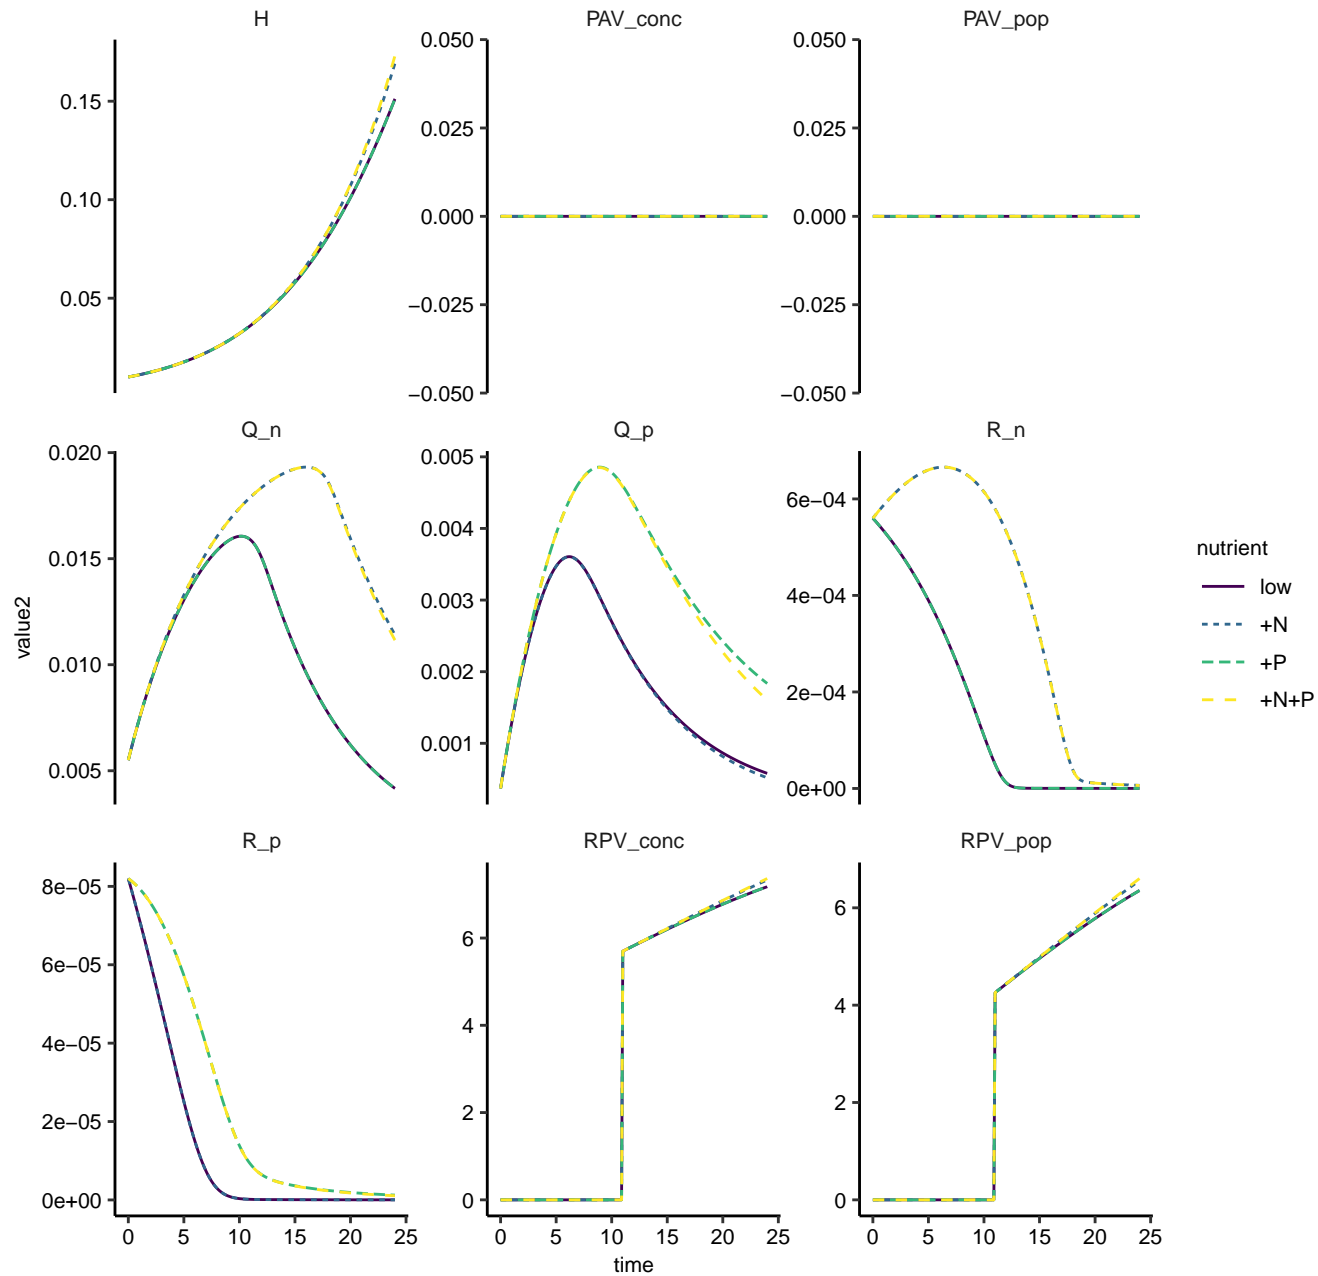 H
PAV_conc
PAV_pop
0.15
0.10
0.05
0.050
0.025
0.000
−0.025
−0.050
0.050
0.025
0.000
−0.025
−0.050
Q_n
Q_p
R_n
0.020
0.015
0.010
0.005
0.005
0.004
0.003
0.002
0.001
6e−04
4e−04
2e−04
0e+00
R_p
RPV_conc
RPV_pop
8e−05
6e−05
4e−05
2e−05
0e+00
6
4
2
0
6
4
2
0
0 5 10 15 20 25
0 5 10 15 20 25
0 5 10 15 20 25
time
value2
nutrient
low
+N
+P
+N+P